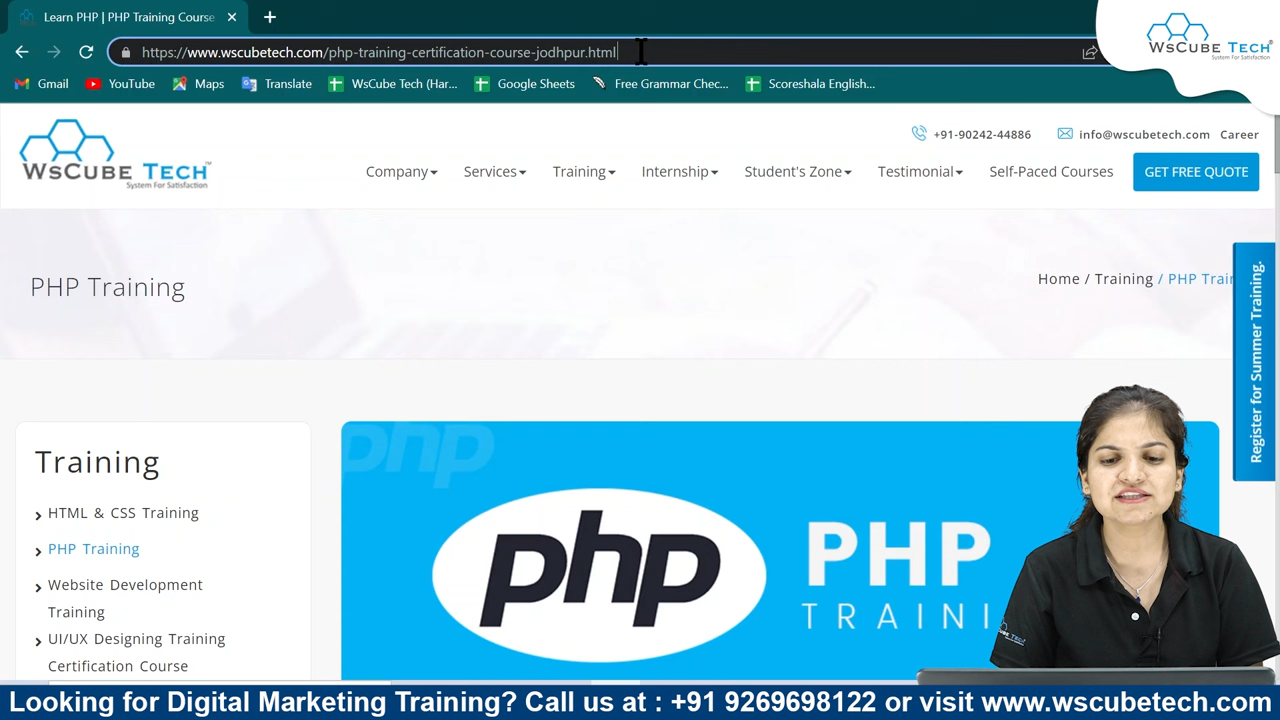 Learn PHP | PHP Training Course
https://www.wscubetech.com/php-training-certification-course-jodhpur.html
WsCube Tech
System For Satisfaction
Gmail
YouTube
Maps
Translate
WsCube Tech (Har...
Google Sheets
Free Grammar Chec...
Scoreshala English...
WsCube Tech™
System For Satisfaction
+91-90242-44886
info@wscubetech.com
Career
Company
Services
Training
Internship
Student's Zone
Testimonial
Self-Paced Courses
GET FREE QUOTE
PHP Training
Home / Training / PHP Train
Register for Summer Training.
Training
HTML & CSS Training
PHP Training
Website Development
Training
UI/UX Designing Training
Certification Course
php
php
PHP
TRAINI
WsCube Tech
Looking for Digital Marketing Training? Call us at : +91 9269698122 or visit www.wscubetech.com